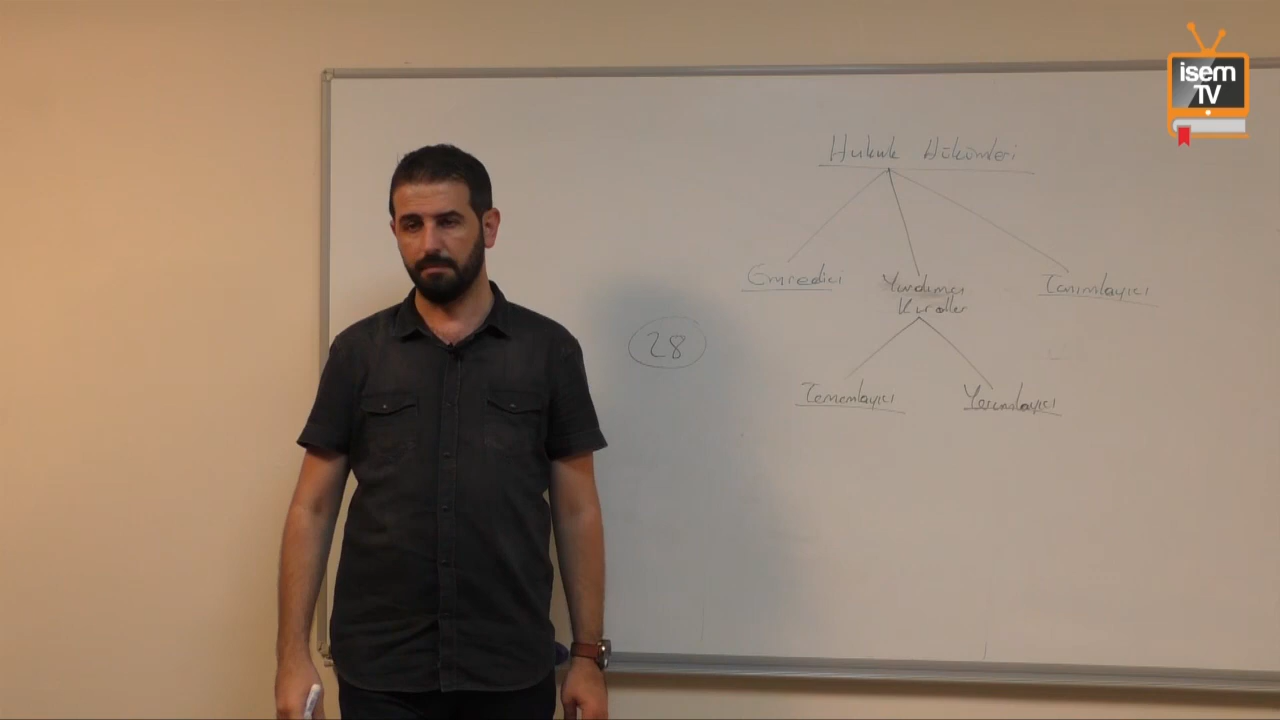 isem
TV
Hukuk Hükümleri
Emredici
Yardımcı
Kurallar
Tanımlayıcı
28
Tamamlayıcı
Yorumlayıcı